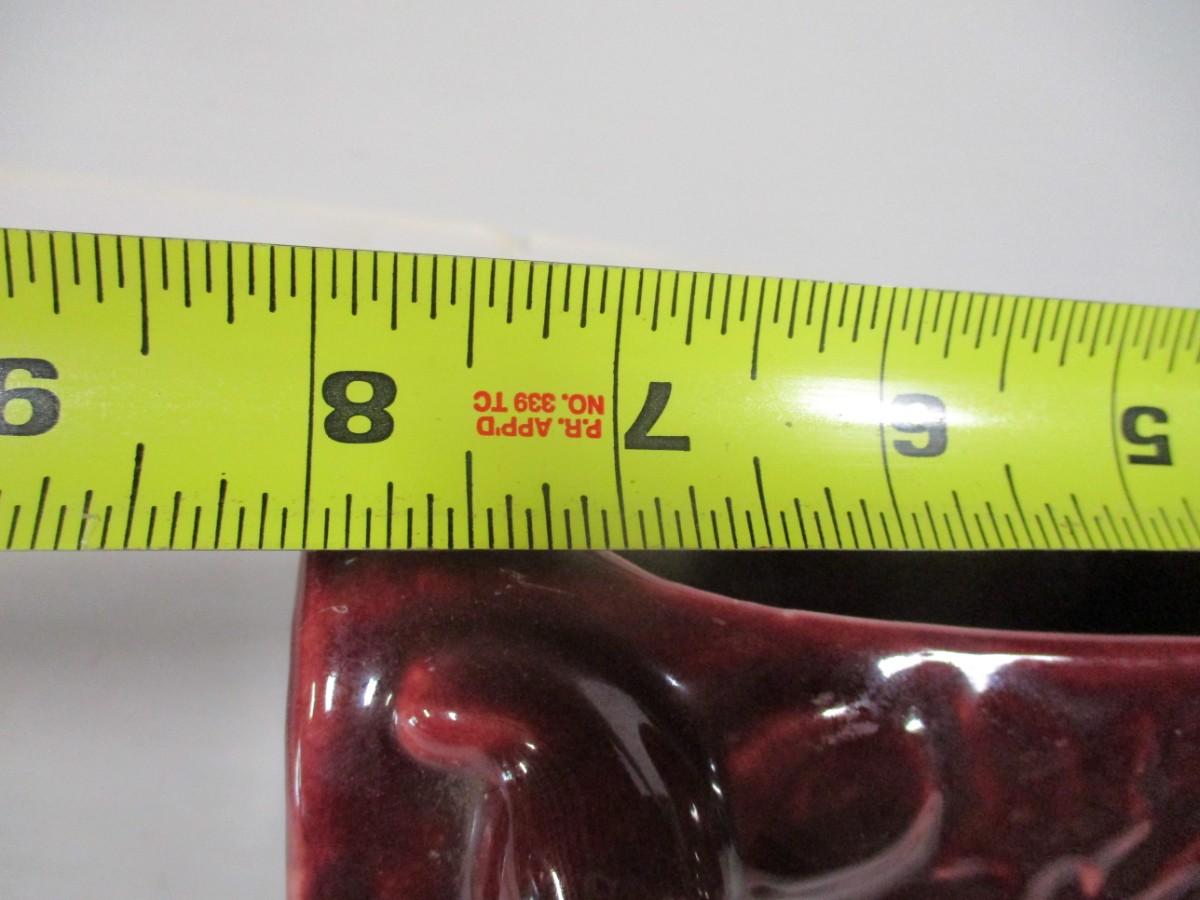 9 8 7 6 5
P.R. APP'D
NO. 339 TC